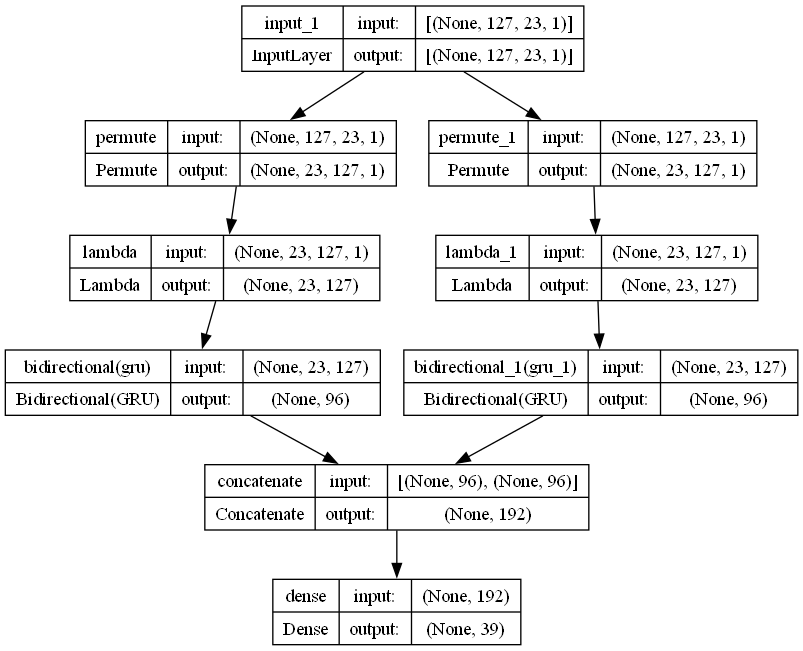 input_1 input: [(None, 127, 23, 1)]
InputLayer output: [(None, 127, 23, 1)]
permute input: (None, 127, 23, 1)
Permute output: (None, 23, 127, 1)
permute_1 input: (None, 127, 23, 1)
Permute output: (None, 23, 127, 1)
lambda input: (None, 23, 127, 1)
Lambda output: (None, 23, 127)
lambda_1 input: (None, 23, 127, 1)
Lambda output: (None, 23, 127)
bidirectional(gru) input: (None, 23, 127)
Bidirectional(GRU) output: (None, 96)
bidirectional_1(gru_1) input: (None, 23, 127)
Bidirectional(GRU) output: (None, 96)
concatenate input: [(None, 96), (None, 96)]
Concatenate output: (None, 192)
dense input: (None, 192)
Dense output: (None, 39)